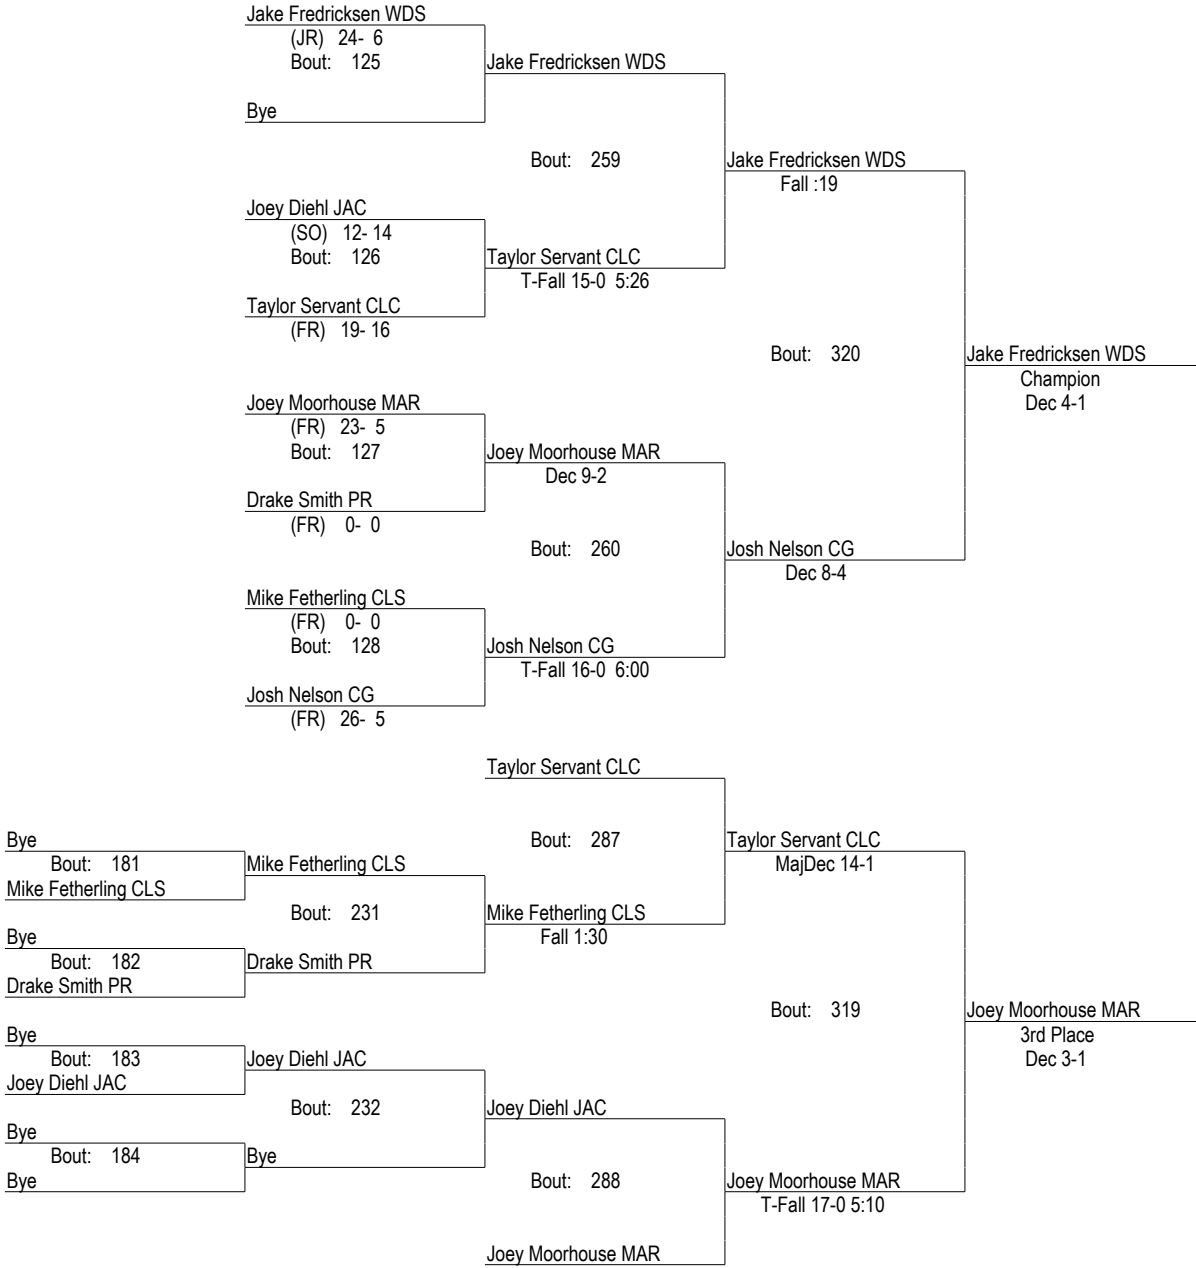 Jake Fredricksen WDS
(JR) 24- 6
Bout: 125
Jake Fredricksen WDS
Bye
Bout: 259
Jake Fredricksen WDS
Fall :19
Joey Diehl JAC
(SO) 12- 14
Bout: 126
Taylor Servant CLC
T-Fall 15-0 5:26
Taylor Servant CLC
(FR) 19- 16
Bout: 320
Jake Fredricksen WDS
Champion
Dec 4-1
Joey Moorhouse MAR
(FR) 23- 5
Bout: 127
Joey Moorhouse MAR
Dec 9-2
Drake Smith PR
(FR) 0- 0
Bout: 260
Josh Nelson CG
Dec 8-4
Mike Fetherling CLS
(FR) 0- 0
Bout: 128
Josh Nelson CG
T-Fall 16-0 6:00
Josh Nelson CG
(FR) 26- 5
Taylor Servant CLC
Bye
Bout: 287
Taylor Servant CLC
MajDec 14-1
Bout: 181
Mike Fetherling CLS
Mike Fetherling CLS
Bout: 231
Mike Fetherling CLS
Fall 1:30
Bye
Bout: 182
Drake Smith PR
Drake Smith PR
Bout: 319
Joey Moorhouse MAR
3rd Place
Dec 3-1
Bye
Bout: 183
Joey Diehl JAC
Joey Diehl JAC
Bout: 232
Joey Diehl JAC
Bye
Bout: 184
Bye
Bye
Bout: 288
Joey Moorhouse MAR
T-Fall 17-0 5:10
Joey Moorhouse MAR